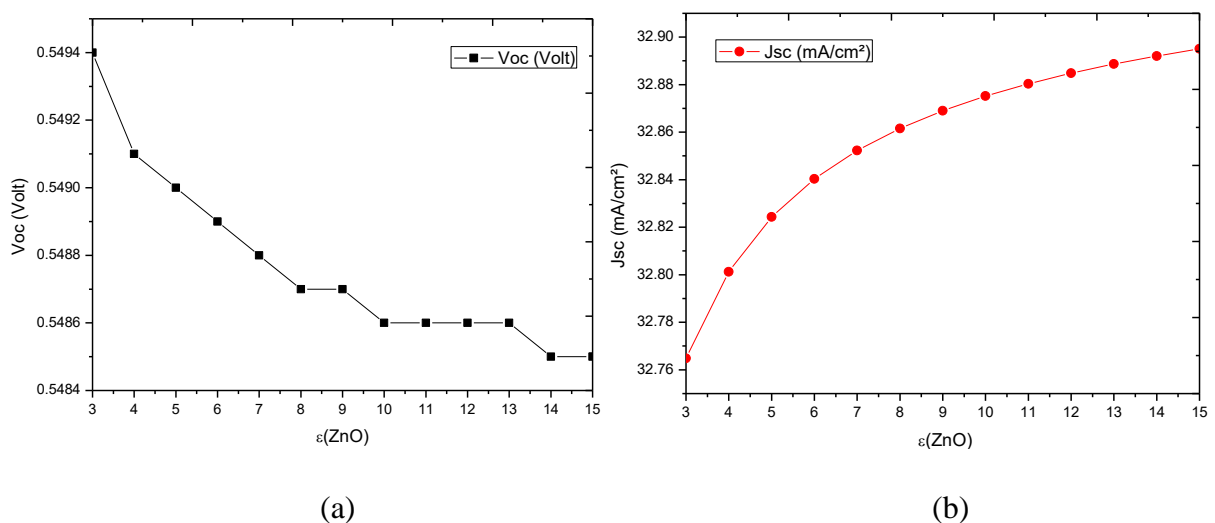 Voc (Volt)
0.5494
0.5492
0.5490
0.5488
0.5486
0.5484
Voc (Volt)
3 4 5 6 7 8 9 10 11 12 13 14 15
ε(ZnO)
(a)
Jsc (mA/cm²)
32.90
32.88
32.86
32.84
32.82
32.80
32.78
32.76
Jsc (mA/cm²)
3 4 5 6 7 8 9 10 11 12 13 14 15
ε(ZnO)
(b)